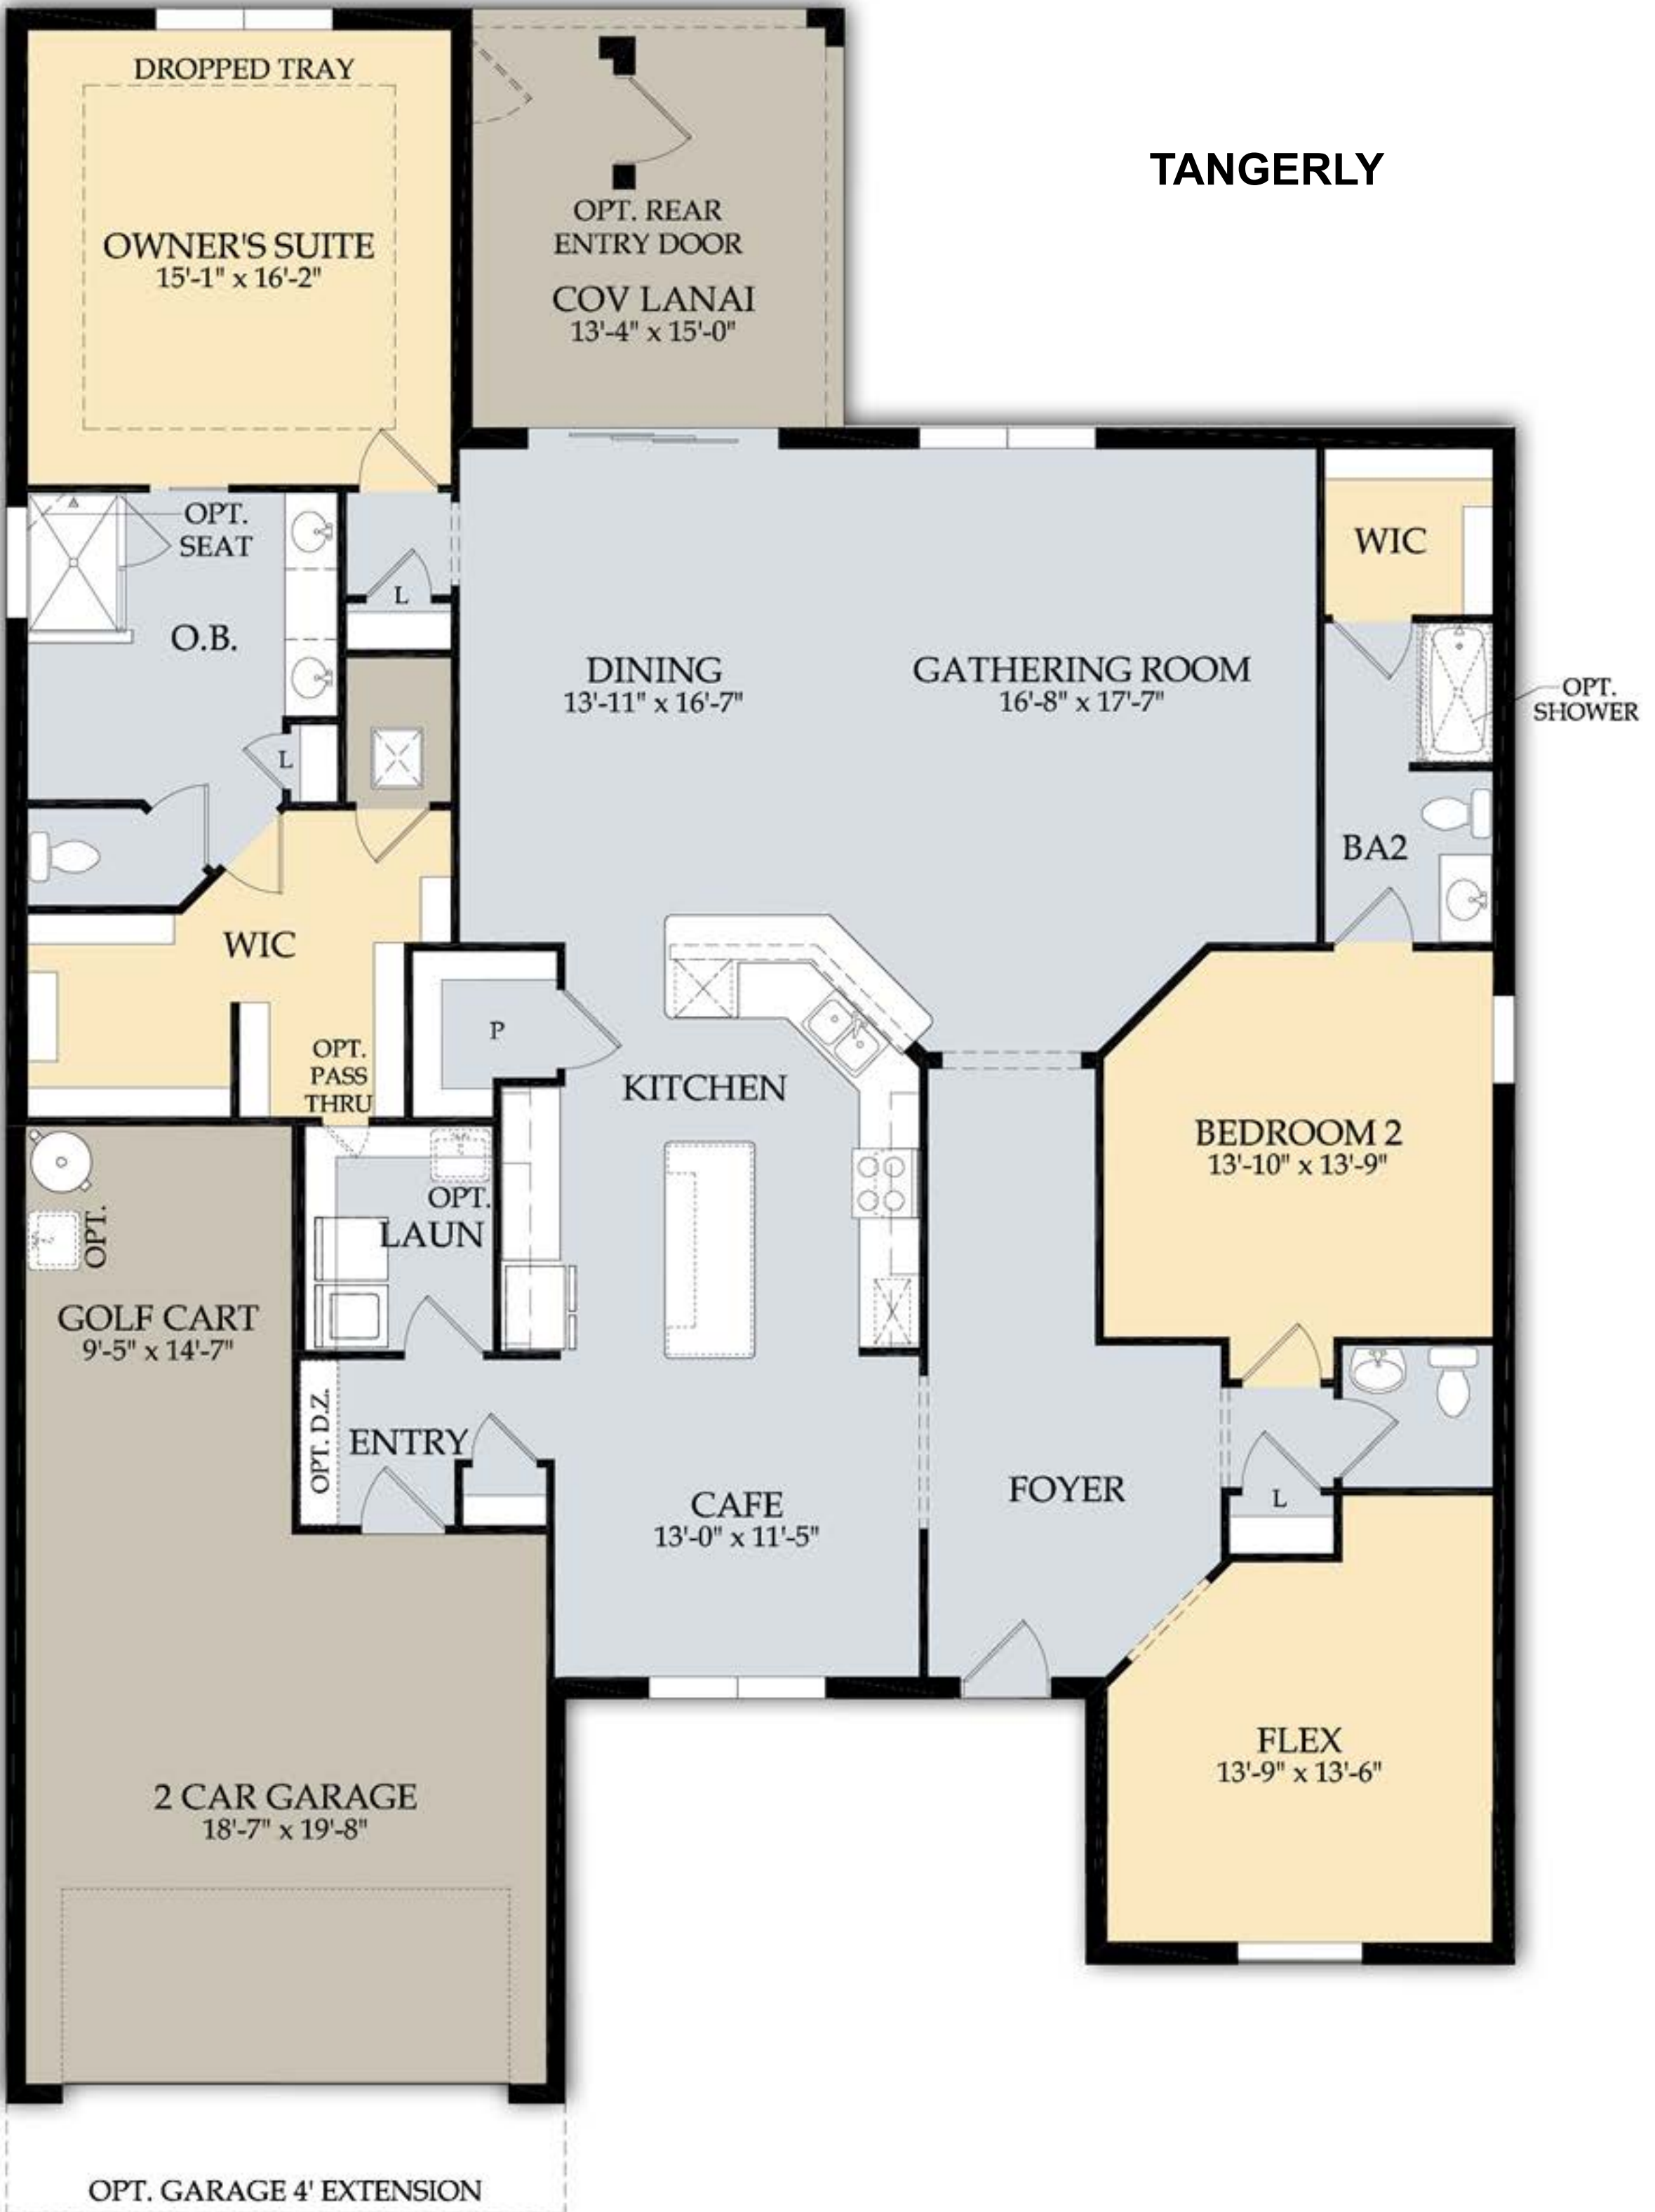 DROPPED TRAY
OWNER'S SUITE
15'-1" x 16'-2"
OPT. REAR
ENTRY DOOR
COV LANAI
13'-4" x 15'-0"
TANGERLY
OPT.
SEAT
O.B.
L
L
DINING
13'-11" x 16'-7"
GATHERING ROOM
16'-8" x 17'-7"
WIC
OPT.
SHOWER
BA2
WIC
OPT.
PASS
THRU
P
KITCHEN
BEDROOM 2
13'-10" x 13'-9"
OPT.
OPT.
LAUN
GOLF CART
9'-5" x 14'-7"
OPT. D.Z.
ENTRY
CAFE
13'-0" x 11'-5"
FOYER
L
FLEX
13'-9" x 13'-6"
2 CAR GARAGE
18'-7" x 19'-8"
OPT. GARAGE 4' EXTENSION